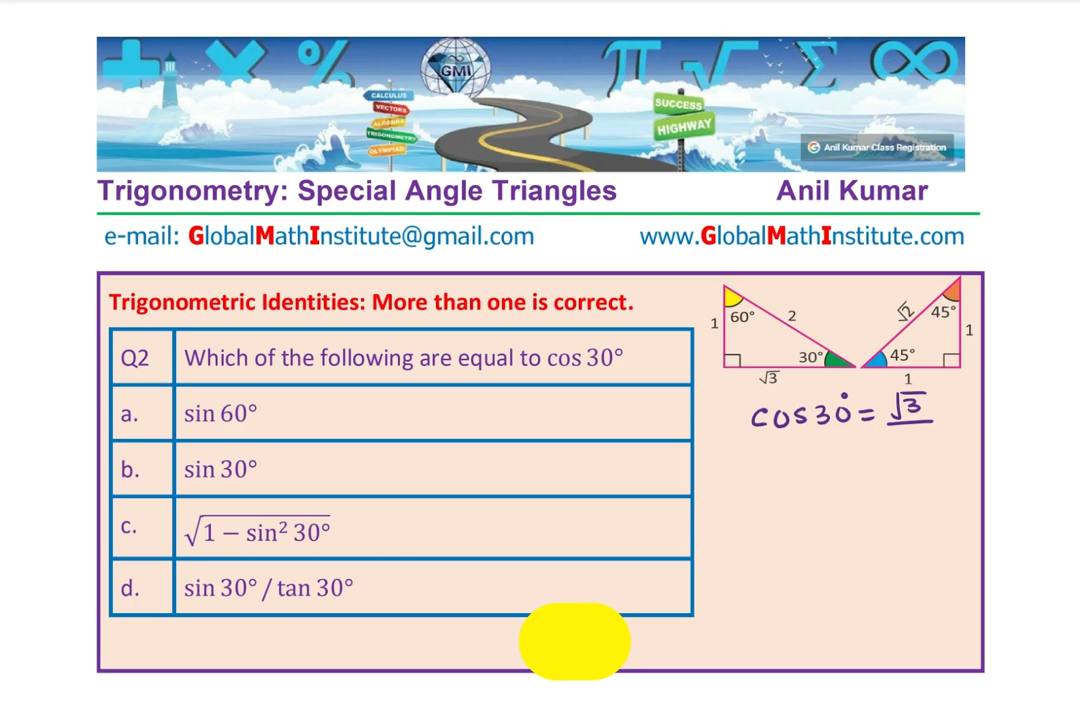 GMI
CALCULUS
VECTORS
ALGEBRA
TRIGONOMETRY
OLYMPIAD
SUCCESS
HIGHWAY
G Anil Kumar Class Registration
Trigonometry: Special Angle Triangles Anil Kumar
e-mail: GlobalMathInstitute@gmail.com www.GlobalMathInstitute.com
Trigonometric Identities: More than one is correct.
Q2 Which of the following are equal to cos 30°
a. sin 60°
b. sin 30°
c. √(1 − sin² 30°)
d. sin 30° / tan 30°
1 60° 2 30° √3
√2 45° 1 45° 1
cos 30° = √3